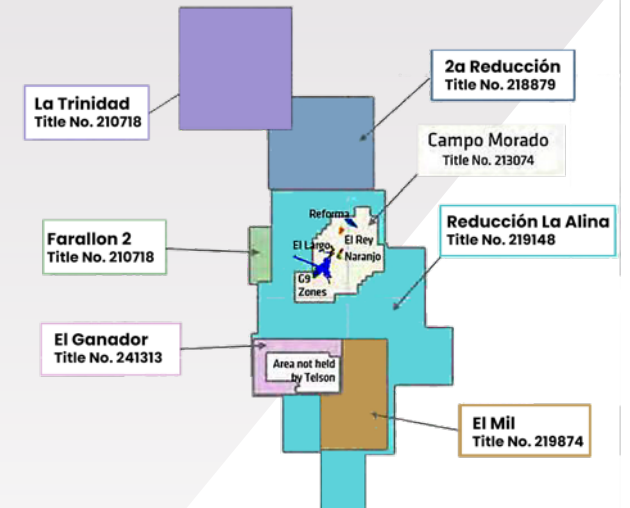 2a Reducción
Title No. 218879
La Trinidad
Title No. 210718
Campo Morado
Title No. 213074
Reforma
Reducción La Alina
Title No. 219148
Farallon 2
Title No. 210718
El Largo
El Rey
Naranjo
G9
Zones
El Ganador
Title No. 241313
Area not held
by Telson
El Mil
Title No. 219874